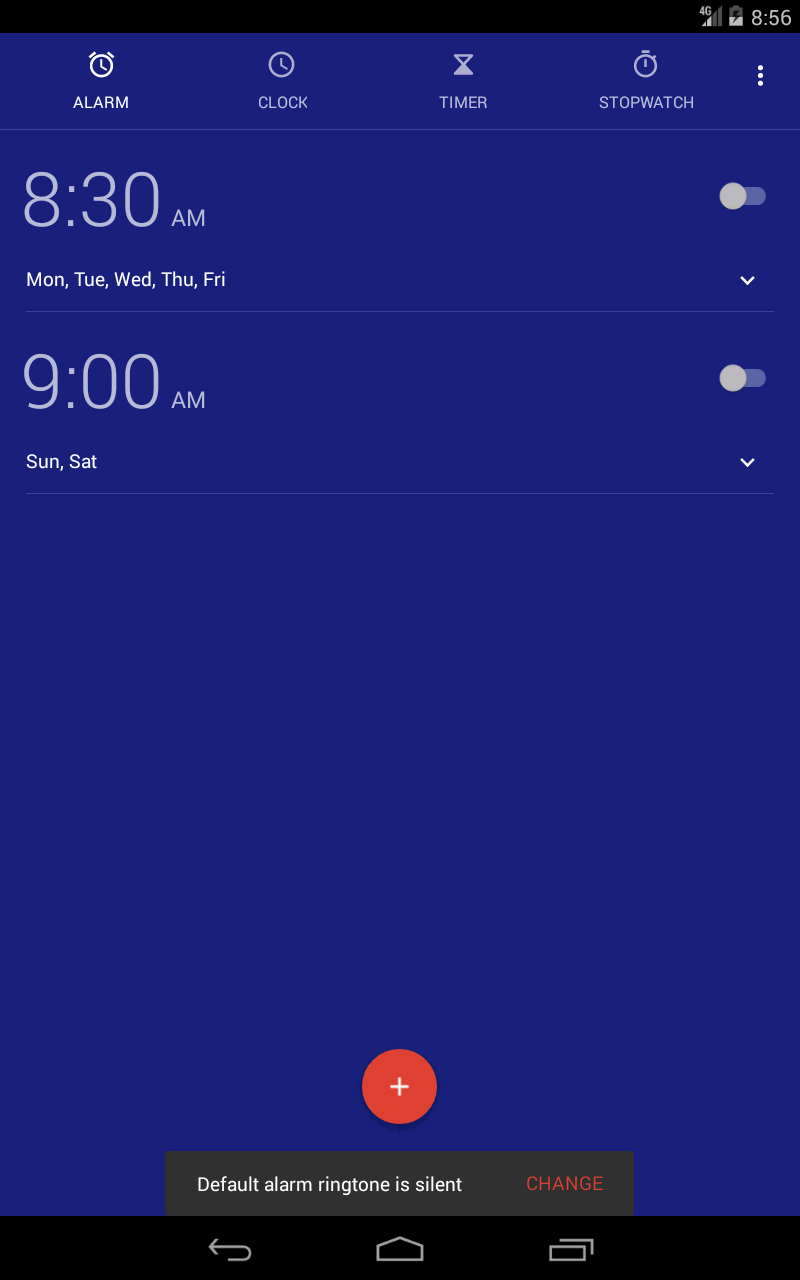 4G 8:56
ALARM CLOCK TIMER STOPWATCH
8:30 AM
Mon, Tue, Wed, Thu, Fri
9:00 AM
Sun, Sat
Default alarm ringtone is silent CHANGE